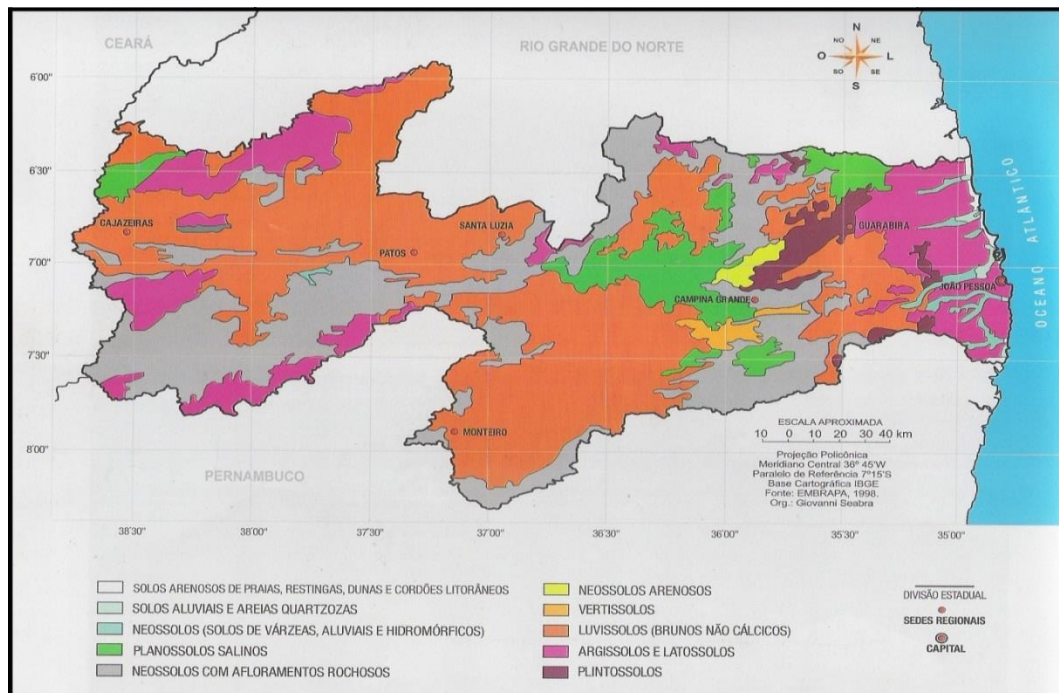 CEARÁ
RIO GRANDE DO NORTE
N
NO
NE
O
L
SO
SE
S
6'00"
6'30"
7'00"
7'30"
8'00"
CAJAZEIRAS
PATOS
SANTA LUZIA
GUARABIRA
CAMPINA GRANDE
JOÃO PESSOA
MONTEIRO
OCEANO ATLÂNTICO
PERNAMBUCO
ESCALA APROXIMADA
10 0 10 20 30 40 km
Projeção Policônica
Meridiano Central 36º 45'W
Paralelo de Referência 7º15'S
Base Cartográfica IBGE
Fonte: EMBRAPA, 1998.
Org.: Giovanni Seabra
38'30"
38'00"
37'30"
37'00"
36'30"
36'00"
35'30"
35'00"
SOLOS ARENOSOS DE PRAIAS, RESTINGAS, DUNAS E CORDÕES LITORÂNEOS
SOLOS ALUVIAIS E AREIAS QUARTZOZAS
NEOSSOLOS (SOLOS DE VÁRZEAS, ALUVIAIS E HIDROMÓRFICOS)
PLANOSSOLOS SALINOS
NEOSSOLOS COM AFLORAMENTOS ROCHOSOS
NEOSSOLOS ARENOSOS
VERTISSOLOS
LUVISSOLOS (BRUNOS NÃO CÁLCICOS)
ARGISSOLOS E LATOSSOLOS
PLINTOSSOLOS
DIVISÃO ESTADUAL
SEDES REGIONAIS
CAPITAL